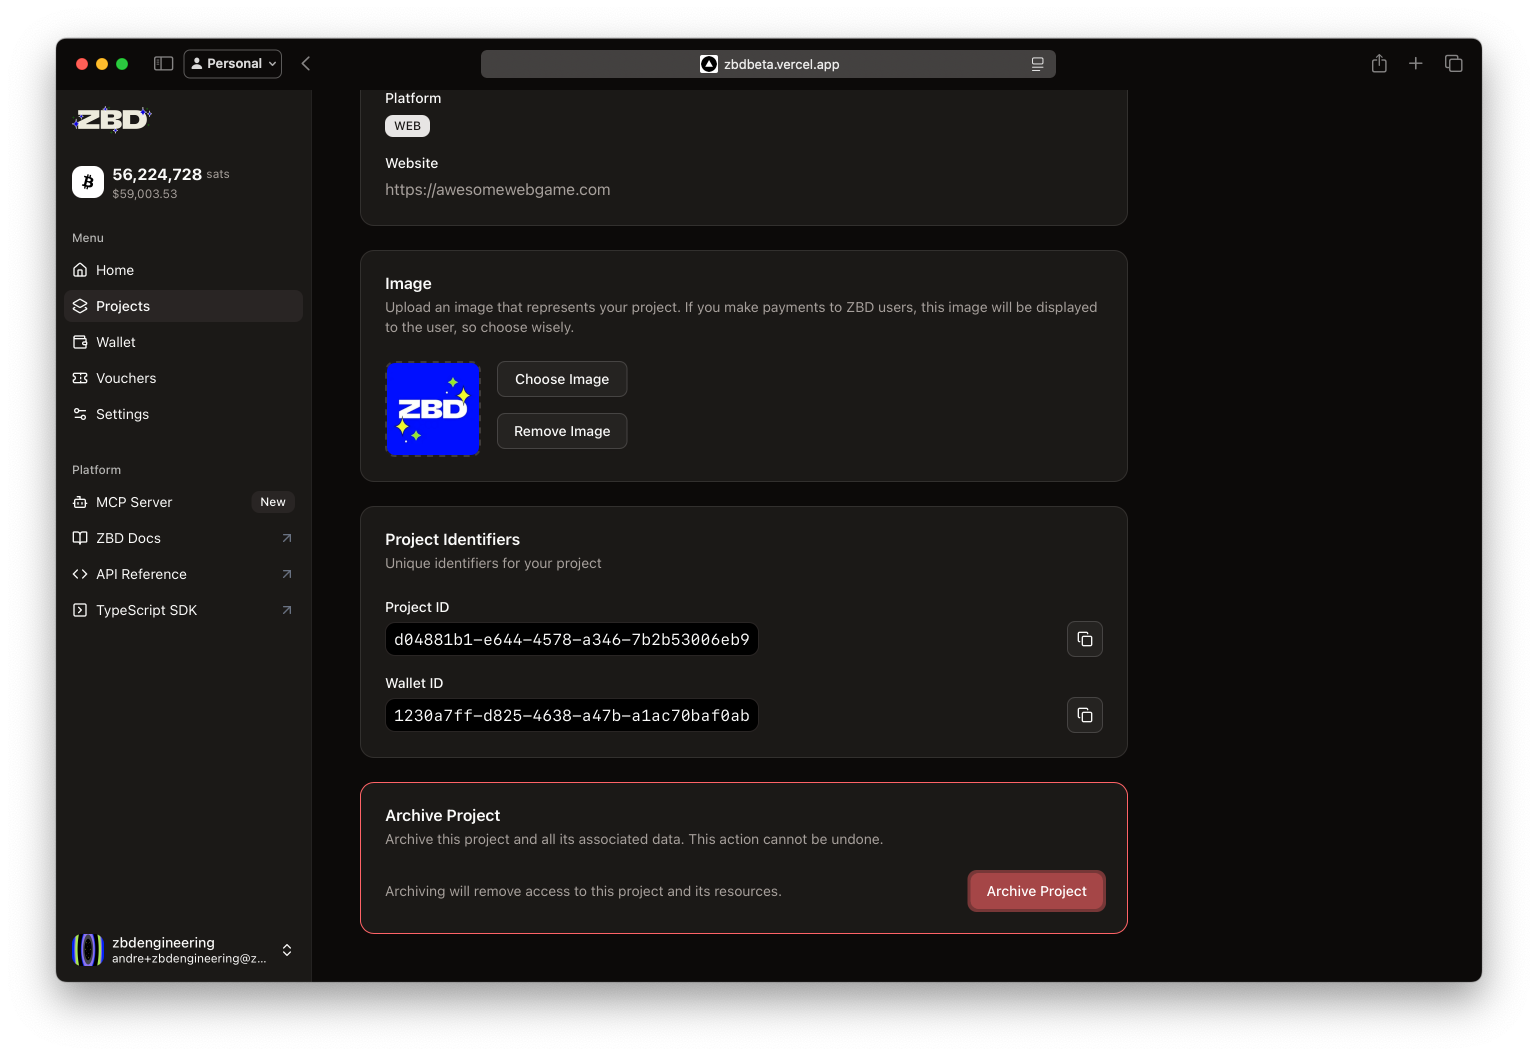 Personal
zbdbeta.vercel.app
ZBD
56,224,728 sats
$59,003.53
Menu
Home
Projects
Wallet
Vouchers
Settings
Platform
MCP Server
New
ZBD Docs
API Reference
TypeScript SDK
zbdengineering
andre+zbdengineering@z...
Platform
WEB
Website
https://awesomewebgame.com
Image
Upload an image that represents your project. If you make payments to ZBD users, this image will be displayed
to the user, so choose wisely.
ZBD
Choose Image
Remove Image
Project Identifiers
Unique identifiers for your project
Project ID
d04881b1-e644-4578-a346-7b2b53006eb9
Wallet ID
1230a7ff-d825-4638-a47b-a1ac70baf0ab
Archive Project
Archive this project and all its associated data. This action cannot be undone.
Archiving will remove access to this project and its resources.
Archive Project